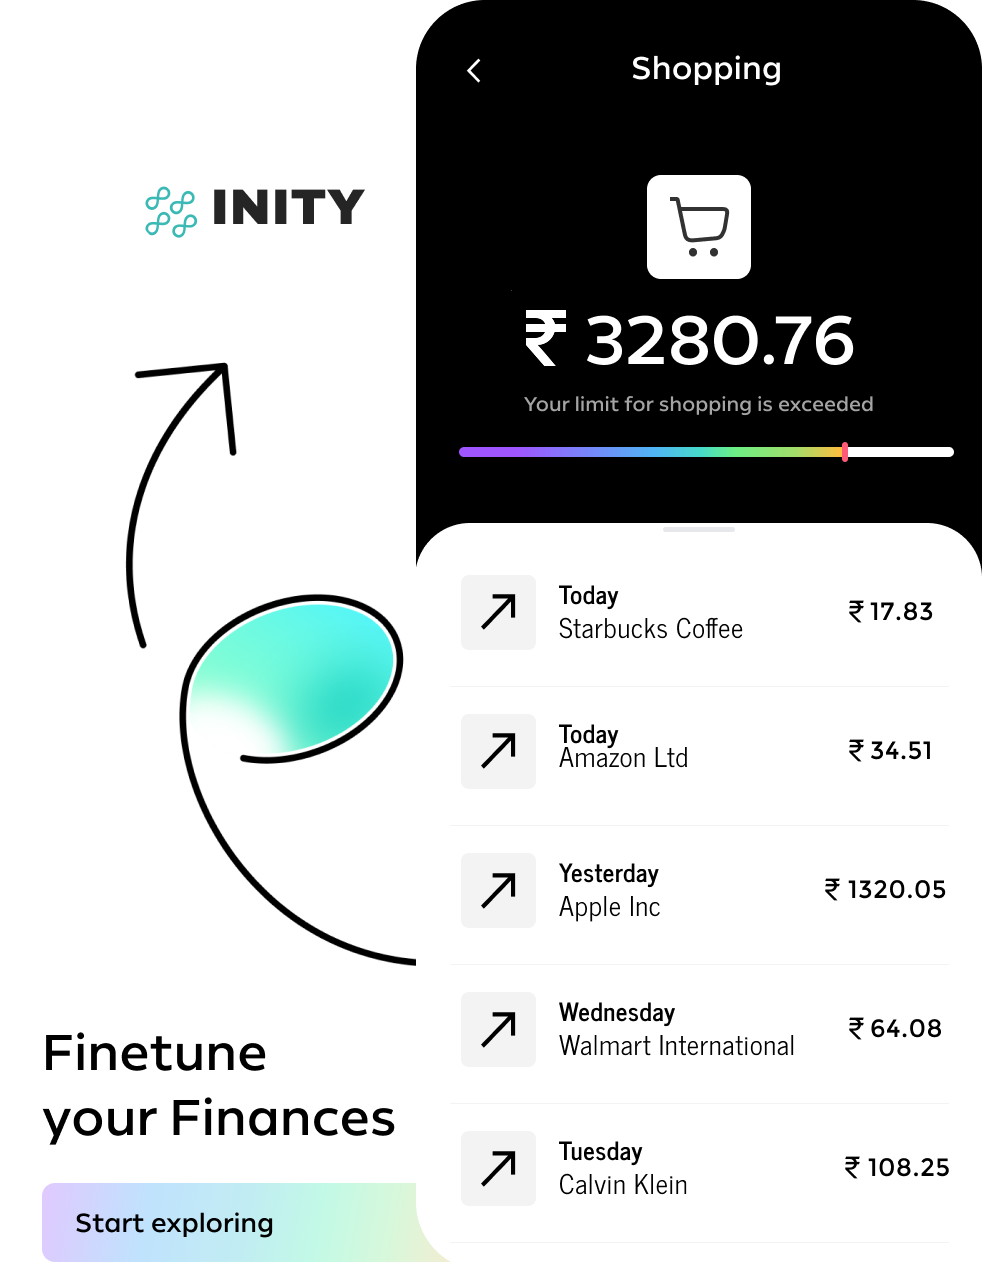 Shopping
INITY
₹ 3280.76
Your limit for shopping is exceeded
Today
Starbucks Coffee
₹ 17.83
Today
Amazon Ltd
₹ 34.51
Yesterday
Apple Inc
₹ 1320.05
Wednesday
Walmart International
₹ 64.08
Finetune
your Finances
Tuesday
Calvin Klein
₹ 108.25
Start exploring